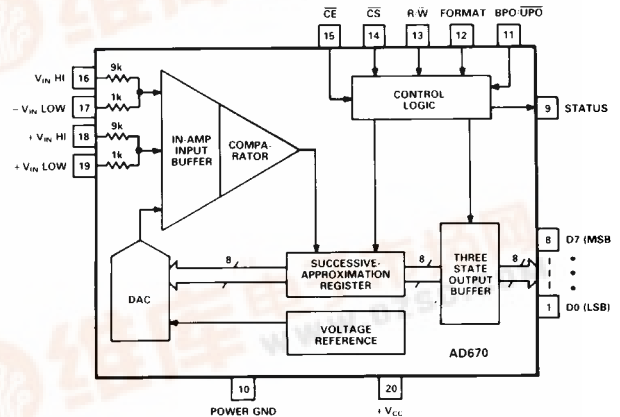 CE CS R/W FORMAT BPO/UPO
15 14 13 12 11
VIN HI 16 9k
– VIN LOW 17 1k
+ VIN HI 18 9k
+ VIN LOW 19 1k
CONTROL
LOGIC
9 STATUS
IN-AMP
INPUT
BUFFER
COMPA-
RATOR
8 D7 (MSB
1 D0 (LSB)
DAC
8
SUCCESSIVE-
APPROXIMATION
REGISTER
8
THREE
STATE
OUTPUT
BUFFER
8
VOLTAGE
REFERENCE
AD670
10
POWER GND
20
+ VCC